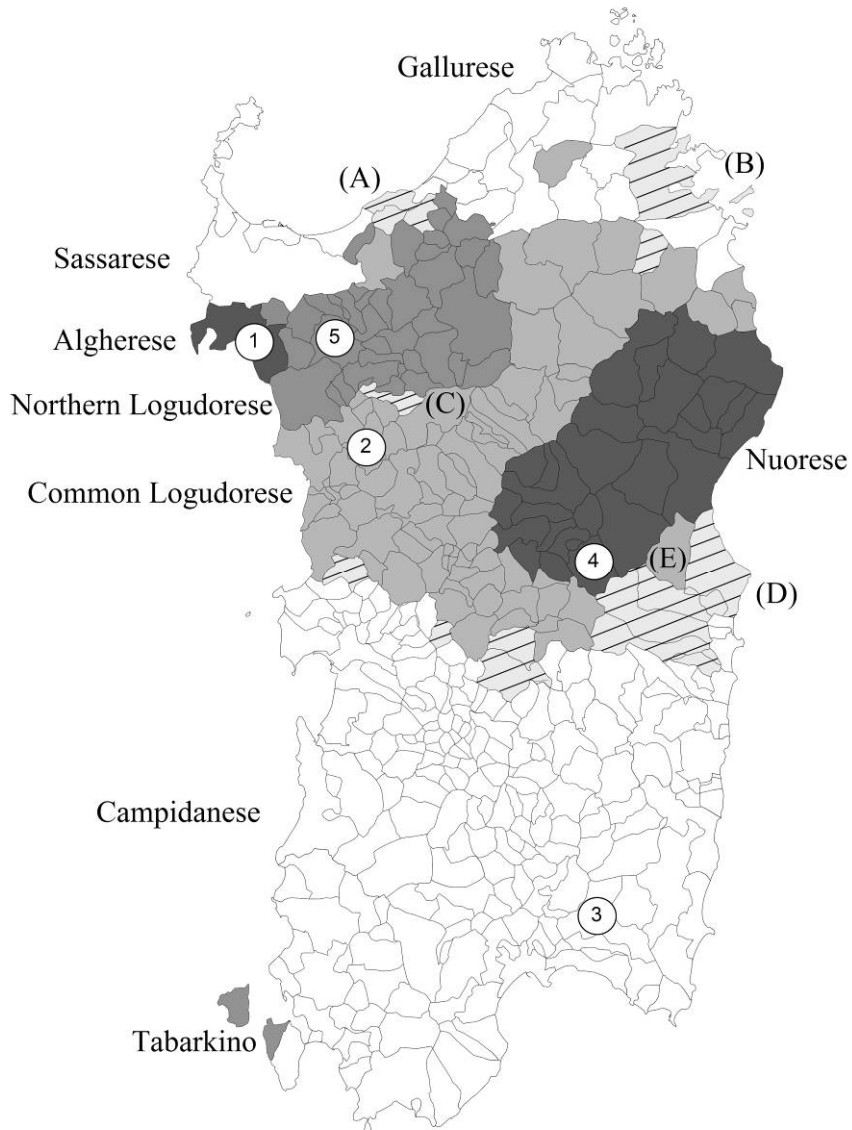 Gallurese
(A)
(B)
Sassarese
Algherese
1
5
Northern Logudorese
(C)
2
Common Logudorese
Nuorese
4
(E)
(D)
Campidanese
3
Tabarkino